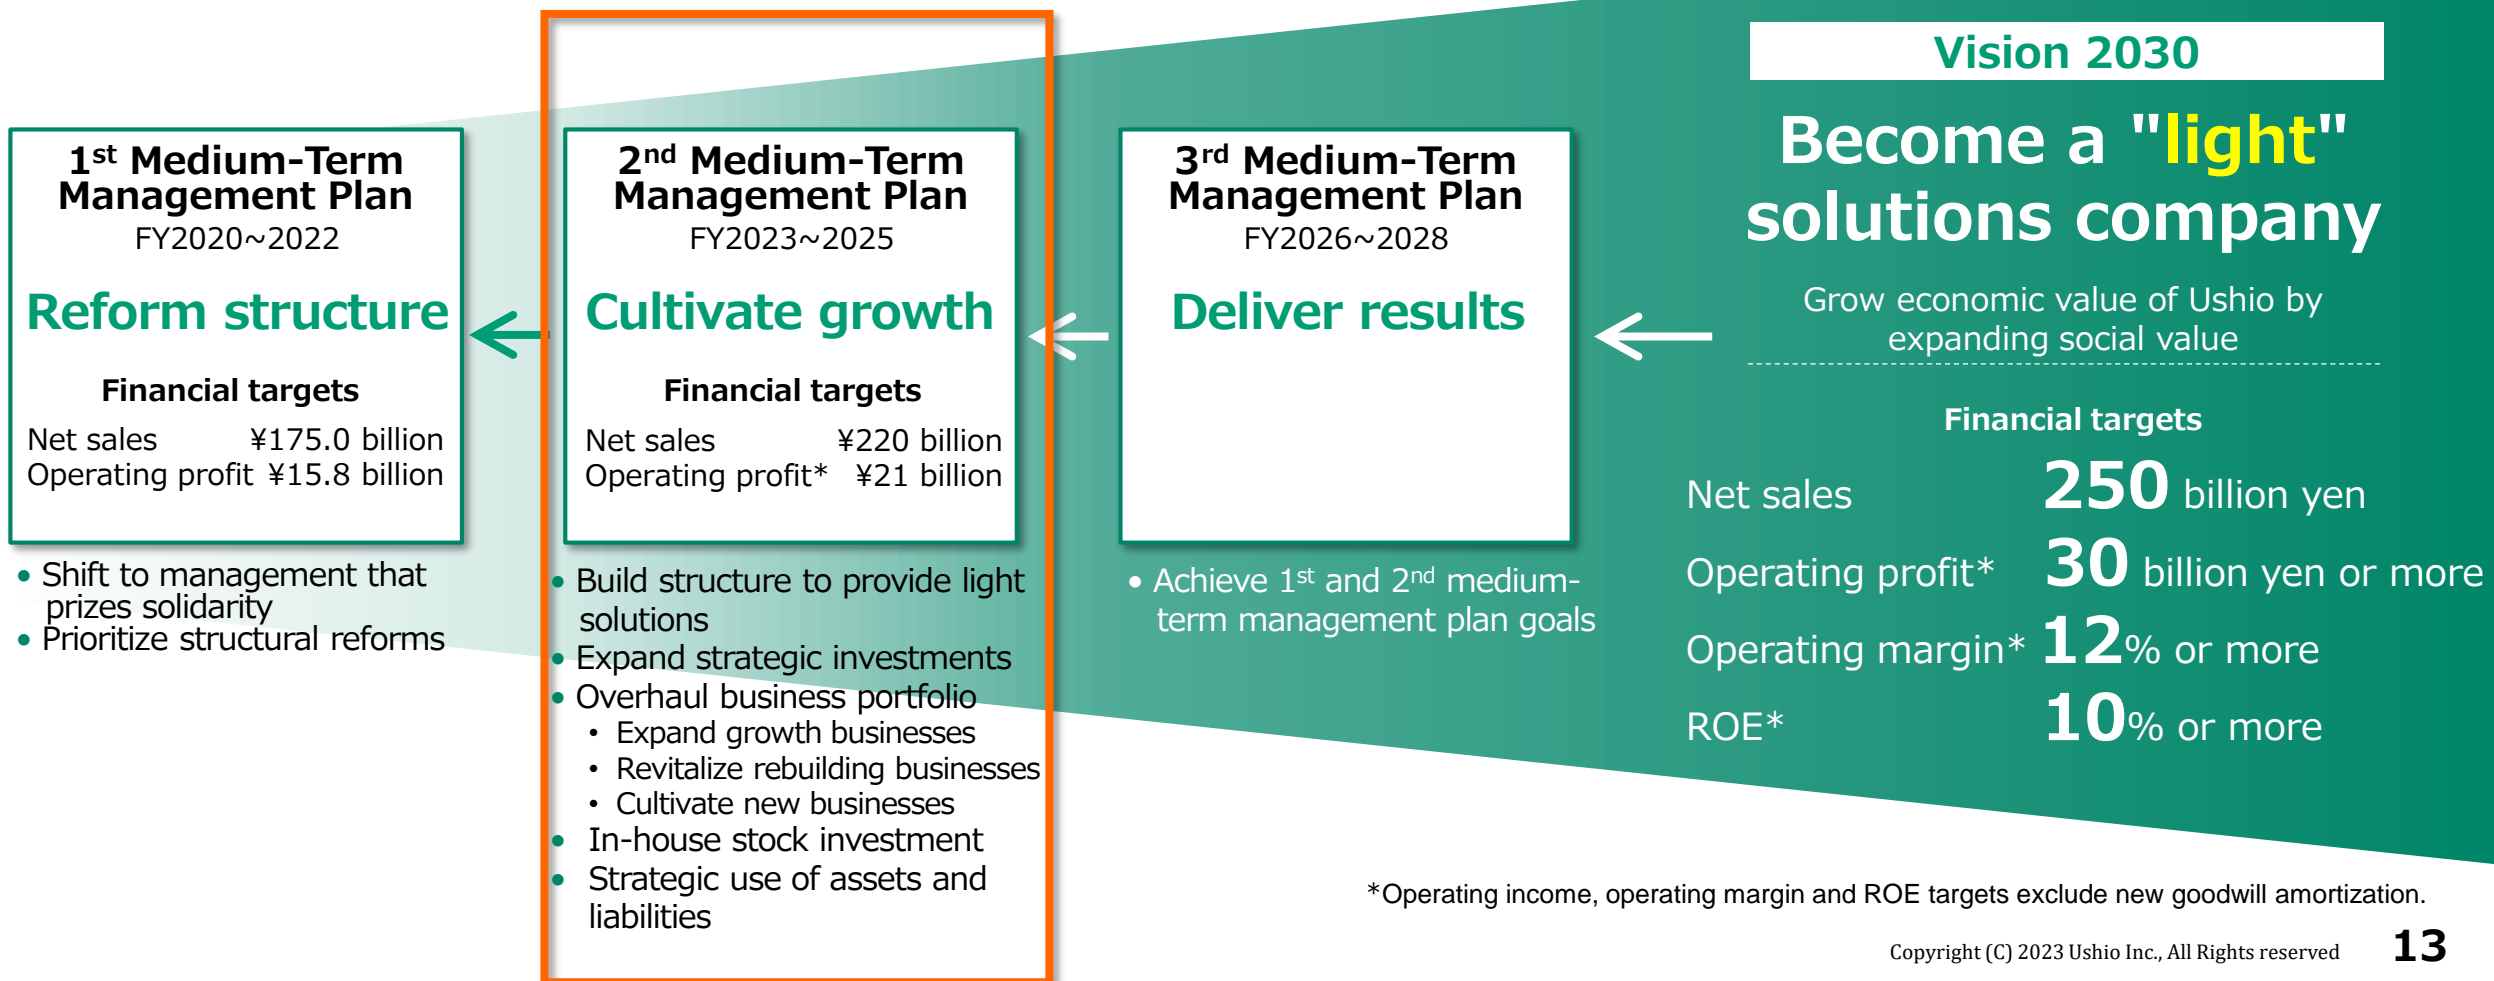 1st Medium-Term
Management Plan
FY2020~2022
Reform structure
Financial targets
Net sales ¥175.0 billion
Operating profit ¥15.8 billion
• Shift to management that
prizes solidarity
• Prioritize structural reforms
2nd Medium-Term
Management Plan
FY2023~2025
Cultivate growth
Financial targets
Net sales ¥220 billion
Operating profit* ¥21 billion
• Build structure to provide light
solutions
• Expand strategic investments
• Overhaul business portfolio
• Expand growth businesses
• Revitalize rebuilding businesses
• Cultivate new businesses
• In-house stock investment
• Strategic use of assets and
liabilities
3rd Medium-Term
Management Plan
FY2026~2028
Deliver results
• Achieve 1st and 2nd medium-
term management plan goals
Vision 2030
Become a "light"
solutions company
Grow economic value of Ushio by
expanding social value
Financial targets
Net sales 250 billion yen
Operating profit* 30 billion yen or more
Operating margin* 12% or more
ROE* 10% or more
*Operating income, operating margin and ROE targets exclude new goodwill amortization.
Copyright (C) 2023 Ushio Inc., All Rights reserved 13